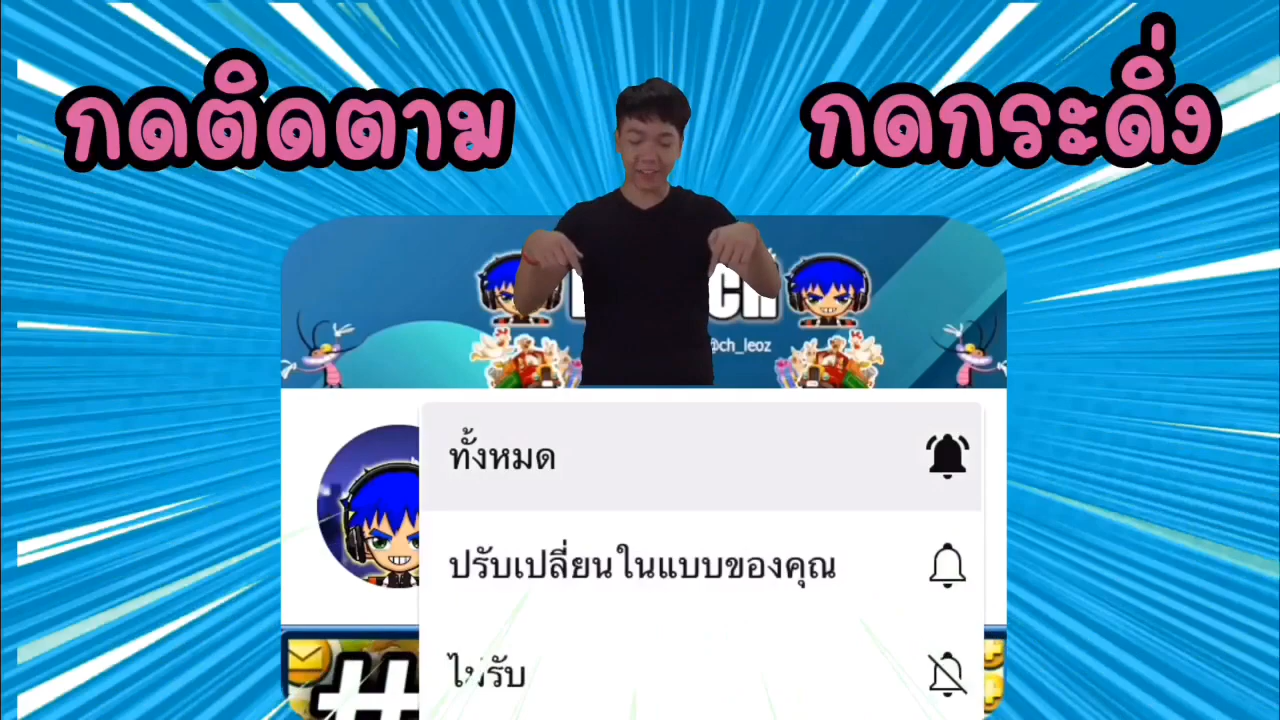 กดติดตาม
กดกระดิ่ง
CH
@ch_leoz
ทั้งหมด
ปรับเปลี่ยนในแบบของคุณ
ไม่รับ
#